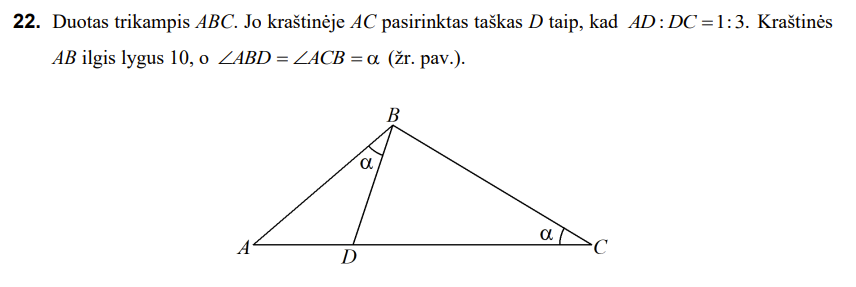 22. Duotas trikampis ABC. Jo kraštinėje AC pasirinktas taškas D taip, kad AD : DC = 1 : 3. Kraštinės
AB ilgis lygus 10, o ∠ABD = ∠ACB = α (žr. pav.).
B
α
α
A
C
D